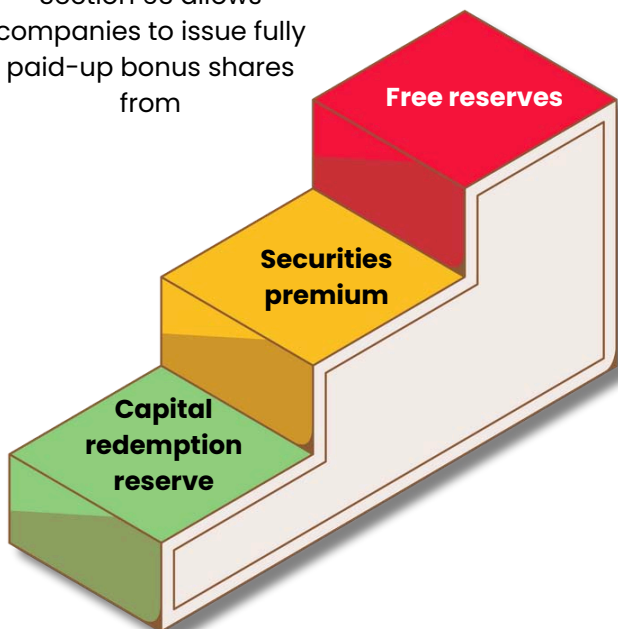 companies to issue fully
paid-up bonus shares
from
Free reserves
Securities
premium
Capital
redemption
reserve